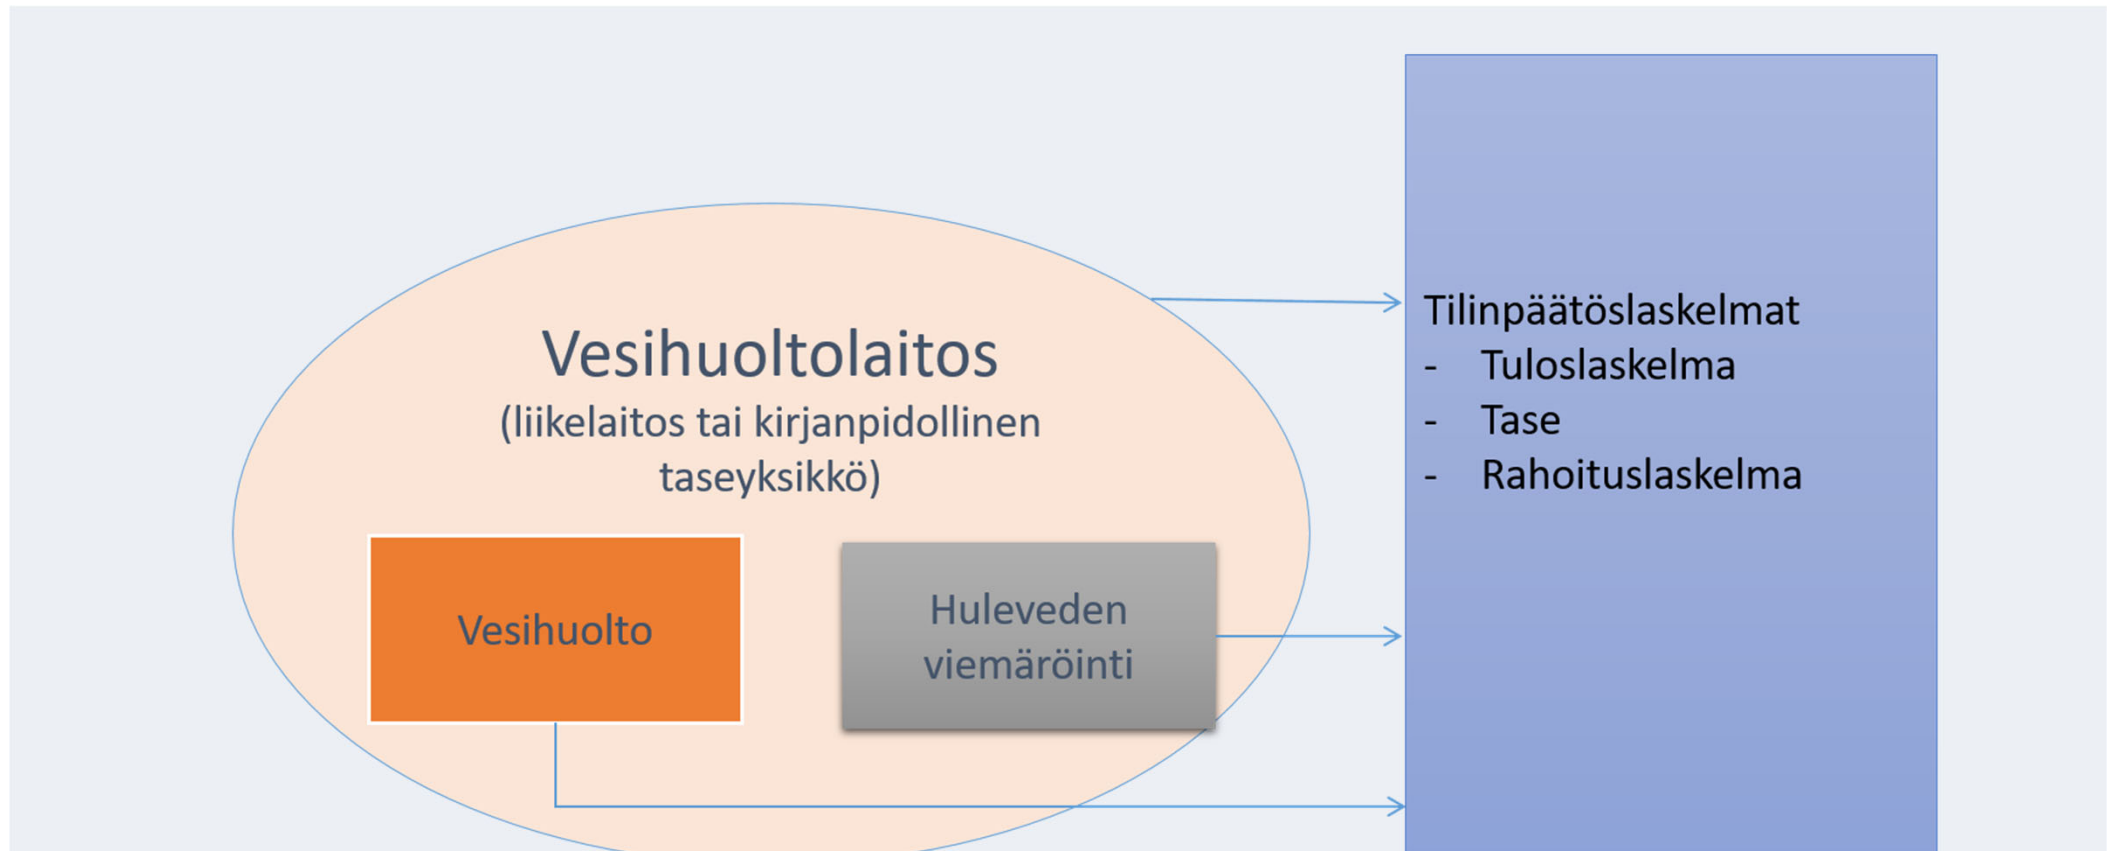 Vesihuoltolaitos
(liikelaitos tai kirjanpidollinen
taseyksikkö)
Vesihuolto
Huleveden
viemäröinti
Tilinpäätöslaskelmat
- Tuloslaskelma
- Tase
- Rahoituslaskelma